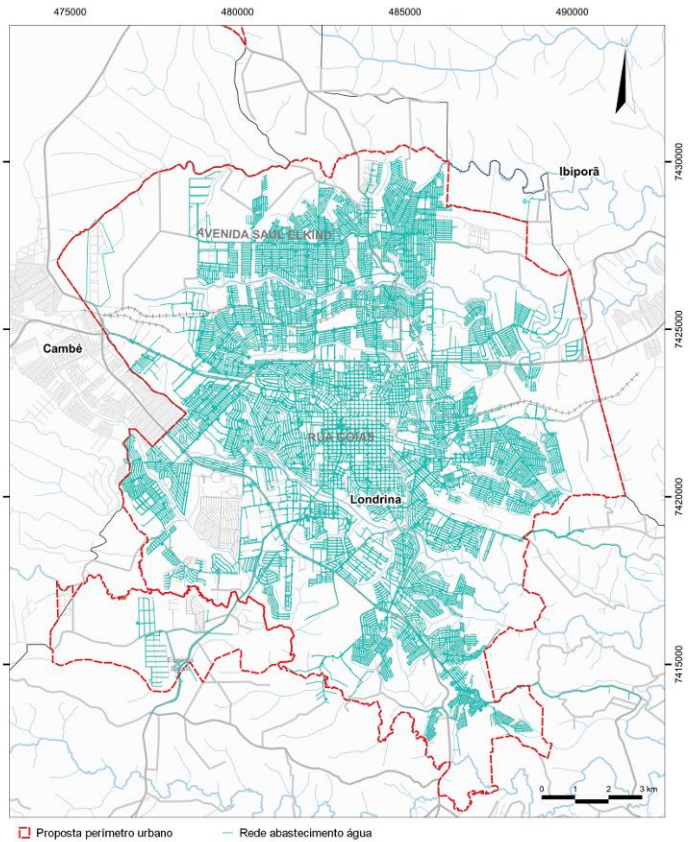 475000 480000 485000 490000
7430000
Ibiporã
AVENIDA SAUL ELKIND
7425000
Cambé
RUA GOIAS
7420000
Londrina
7415000
0 1 2 3 km
Proposta perímetro urbano
Rede abastecimento água